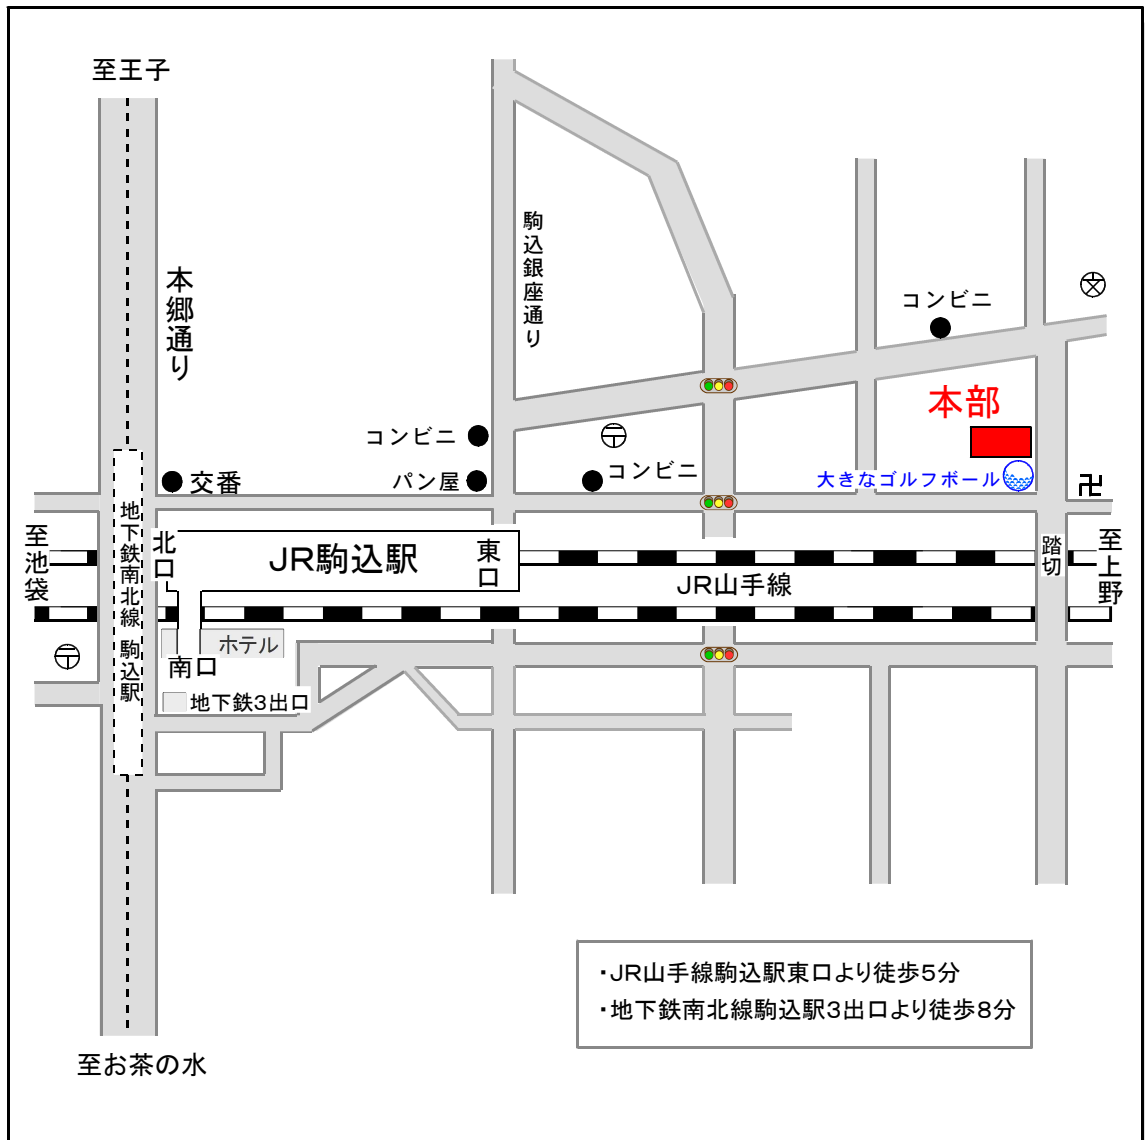 至王子
駒込銀座通り
本郷通り
コンビニ
本部
コンビニ
コンビニ
パン屋
交番
大きなゴルフボール
卍
至池袋
地下鉄南北線 駒込駅
北口
JR駒込駅
東口
JR山手線
踏切
至上野
ホテル
南口
地下鉄3出口
・JR山手線駒込駅東口より徒歩5分
・地下鉄南北線駒込駅3出口より徒歩8分
至お茶の水